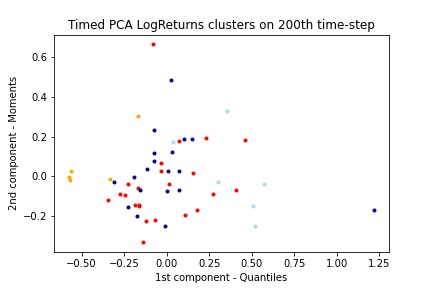 Timed PCA LogReturns clusters on 200th time-step
0.6
0.4
0.2
0.0
−0.2
2nd component - Moments
−0.50 −0.25 0.00 0.25 0.50 0.75 1.00 1.25
1st component - Quantiles